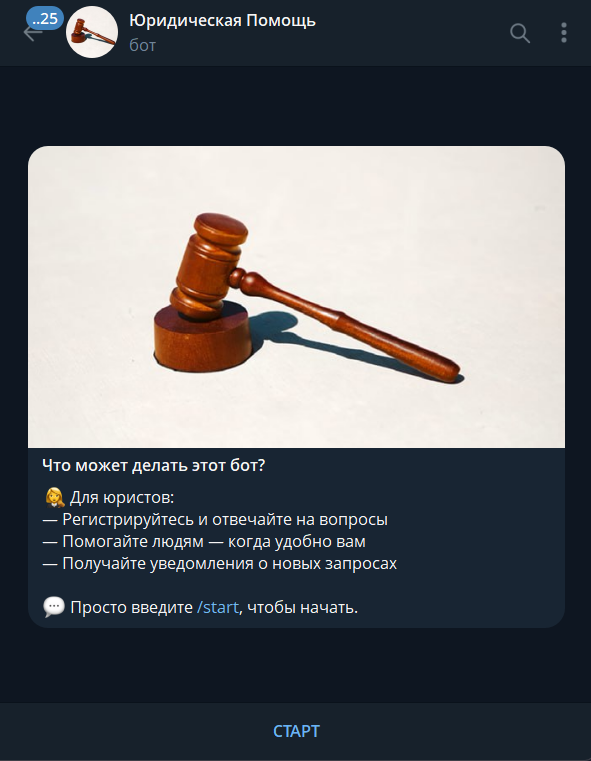 ..25
Юридическая Помощь
бот
Что может делать этот бот?
👩‍⚖️ Для юристов:
— Регистрируйтесь и отвечайте на вопросы
— Помогайте людям — когда удобно вам
— Получайте уведомления о новых запросах
💬 Просто введите /start, чтобы начать.
СТАРТ